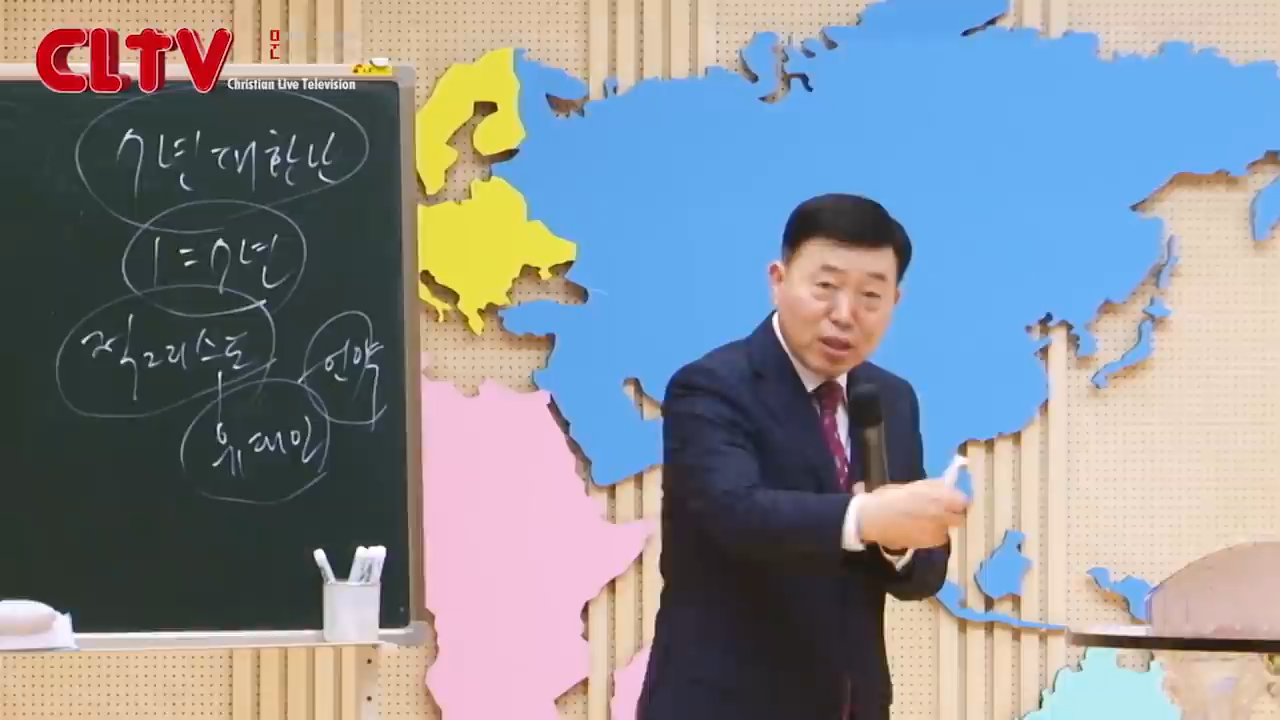 CLTV
Christian Live Television
7년 대환난
1=7년
적그리스도
언약
유대인